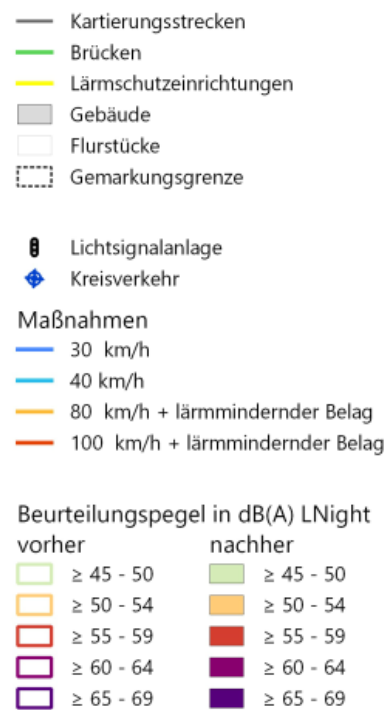 Kartierungsstrecken
Brücken
Lärmschutzeinrichtungen
Gebäude
Flurstücke
Gemarkungsgrenze
Lichtsignalanlage
Kreisverkehr
Maßnahmen
30 km/h
40 km/h
80 km/h + lärmmindernder Belag
100 km/h + lärmmindernder Belag
Beurteilungspegel in dB(A) LNight
vorher nachher
≥ 45 - 50 ≥ 45 - 50
≥ 50 - 54 ≥ 50 - 54
≥ 55 - 59 ≥ 55 - 59
≥ 60 - 64 ≥ 60 - 64
≥ 65 - 69 ≥ 65 - 69